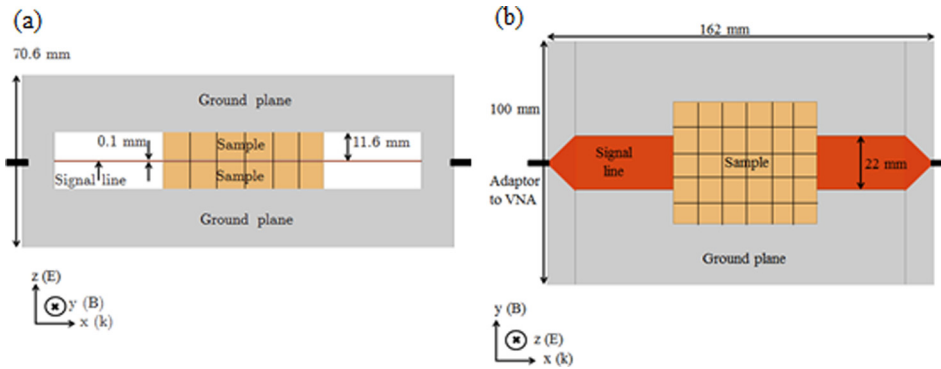 (a)
70.6 mm
Ground plane
0.1 mm
Sample
11.6 mm
Signal line
Sample
Ground plane
z (E)
y (B)
x (k)
(b)
162 mm
100 mm
Signal
line
Sample
22 mm
Adaptor
to VNA
Ground plane
y (B)
z (E)
x (k)